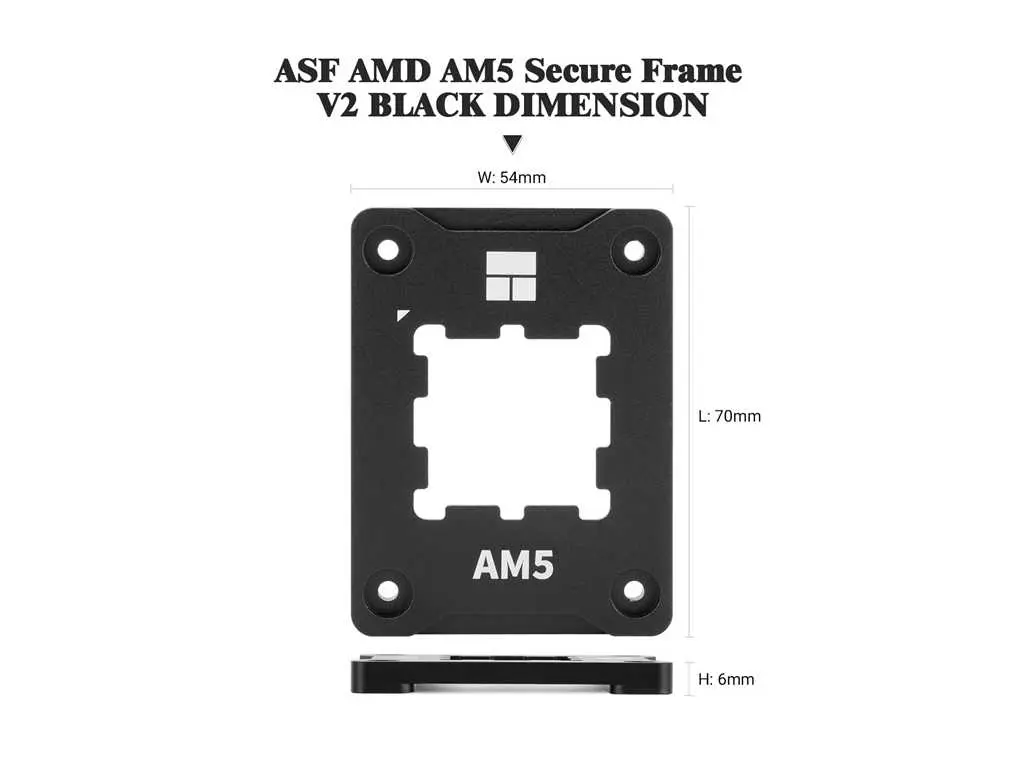 ASF AMD AM5 Secure Frame
V2 BLACK DIMENSION
W: 54mm
L: 70mm
AM5
H: 6mm